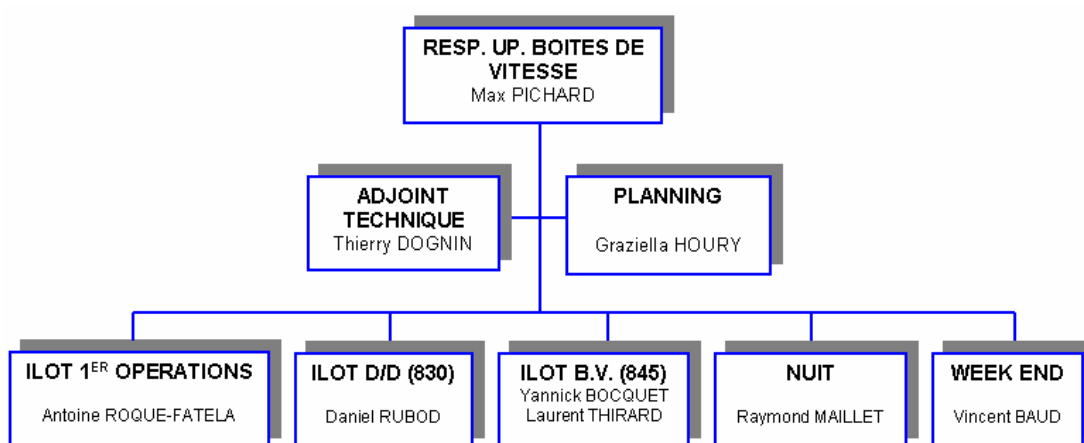 RESP. UP. BOITES DE
VITESSE
Max PICHARD
ADJOINT
TECHNIQUE
Thierry DOGNIN
PLANNING
Graziella HOURY
ILOT 1ER OPERATIONS
Antoine ROQUE-FATELA
ILOT D/D (830)
Daniel RUBOD
ILOT B.V. (845)
Yannick BOCQUET
Laurent THIRARD
NUIT
Raymond MAILLET
WEEK END
Vincent BAUD